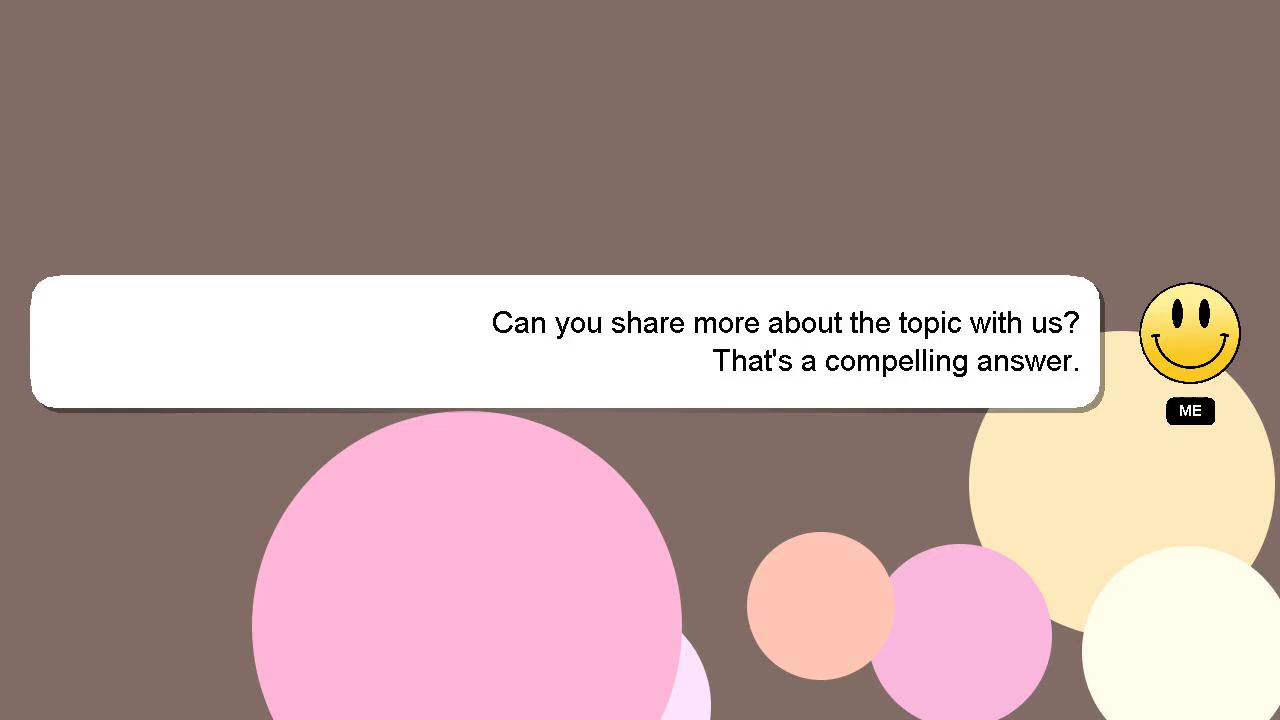 Can you share more about the topic with us?
That's a compelling answer.
ME